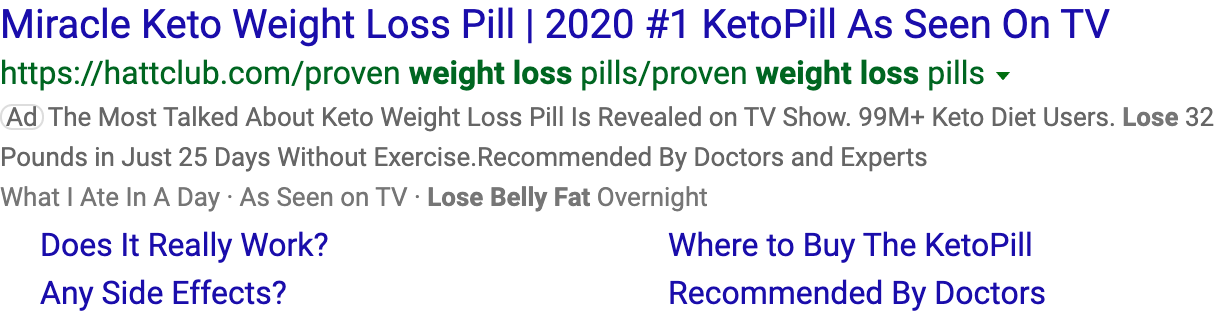 Miracle Keto Weight Loss Pill | 2020 #1 KetoPill As Seen On TV
https://hattclub.com/proven weight loss pills/proven weight loss pills
Ad The Most Talked About Keto Weight Loss Pill Is Revealed on TV Show. 99M+ Keto Diet Users. Lose 32
Pounds in Just 25 Days Without Exercise.Recommended By Doctors and Experts
What I Ate In A Day · As Seen on TV · Lose Belly Fat Overnight
Does It Really Work? Where to Buy The KetoPill
Any Side Effects? Recommended By Doctors